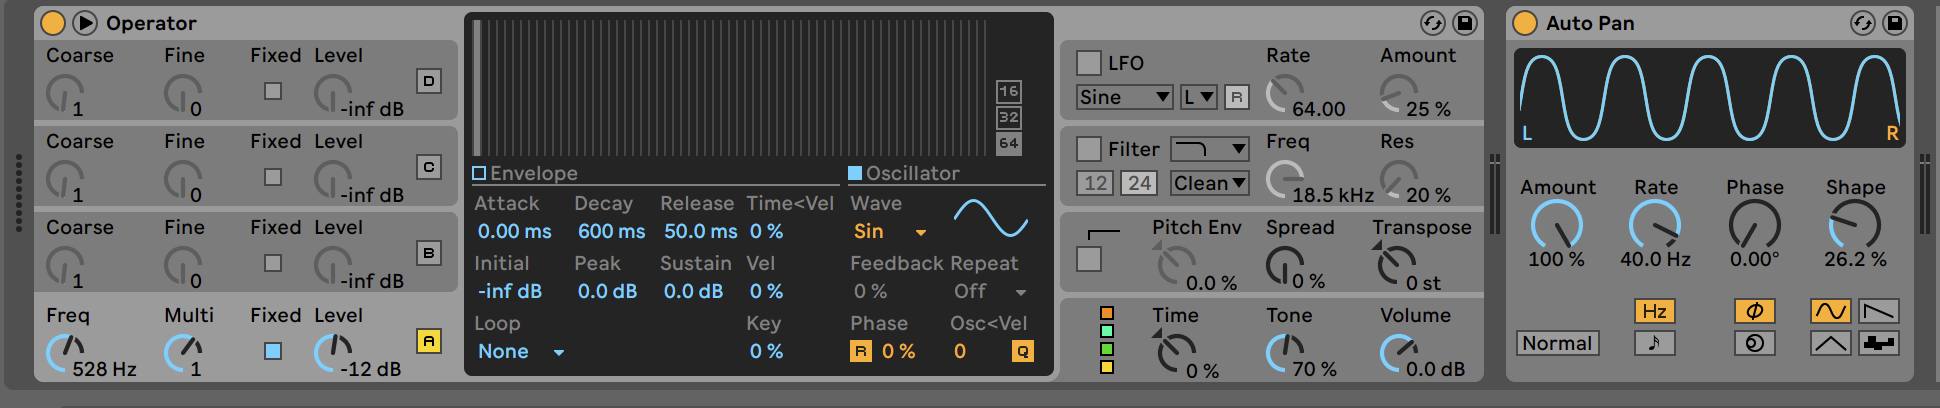 Operator
Coarse Fine Fixed Level
1 0 -inf dB D
Coarse Fine Fixed Level
1 0 -inf dB C
Coarse Fine Fixed Level
1 0 -inf dB B
Freq Multi Fixed Level
528 Hz 1 -12 dB A
16
32
64
Envelope Oscillator
Attack Decay Release Time<Vel Wave
0.00 ms 600 ms 50.0 ms 0 % Sin
Initial Peak Sustain Vel Feedback Repeat
-inf dB 0.0 dB 0.0 dB 0 % 0 % Off
Loop Key Phase Osc<Vel
None 0 % R 0 % 0 Q
LFO Rate Amount
Sine L R 64.00 25 %
Filter Freq Res
12 24 Clean 18.5 kHz 20 %
Pitch Env Spread Transpose
0.0 % 0 % 0 st
Time Tone Volume
0 % 70 % 0.0 dB
Auto Pan
L R
Amount Rate Phase Shape
100 % 40.0 Hz 0.00° 26.2 %
Hz
Normal